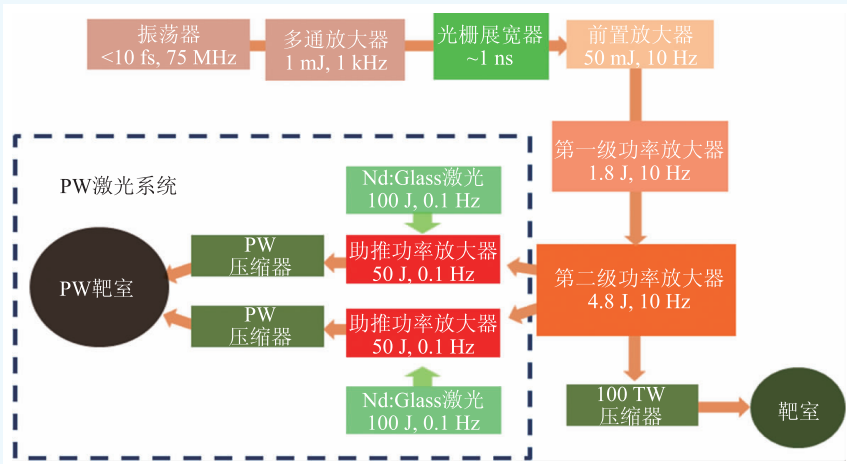 振荡器
<10 fs, 75 MHz
多通放大器
1 mJ, 1 kHz
光栅展宽器
~1 ns
前置放大器
50 mJ, 10 Hz
第一级功率放大器
1.8 J, 10 Hz
PW激光系统
Nd:Glass激光
100 J, 0.1 Hz
PW
压缩器
助推功率放大器
50 J, 0.1 Hz
第二级功率放大器
4.8 J, 10 Hz
PW靶室
PW
压缩器
助推功率放大器
50 J, 0.1 Hz
Nd:Glass激光
100 J, 0.1 Hz
100 TW
压缩器
靶室